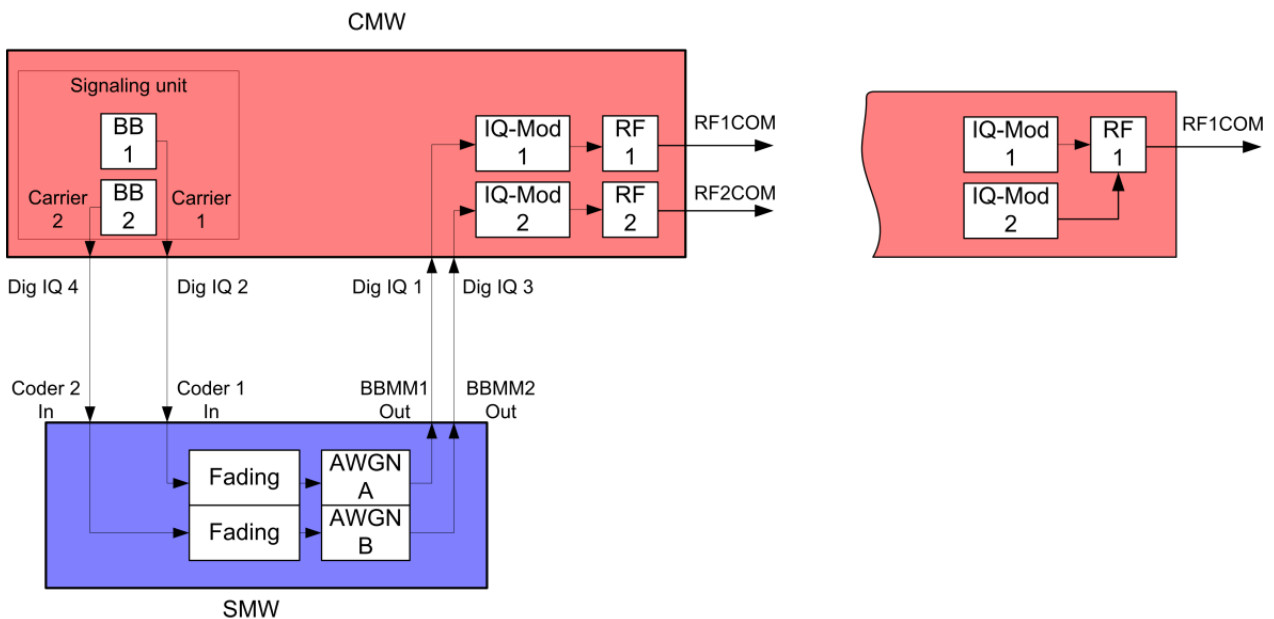 CMW
Signaling unit
BB
1
BB
2
Carrier
2
Carrier
1
IQ-Mod
1
RF
1
RF1COM
IQ-Mod
2
RF
2
RF2COM
IQ-Mod
1
RF
1
RF1COM
IQ-Mod
2
Dig IQ 4
Dig IQ 2
Dig IQ 1
Dig IQ 3
Coder 2
In
Coder 1
In
BBMM1
Out
BBMM2
Out
Fading
AWGN
A
Fading
AWGN
B
SMW